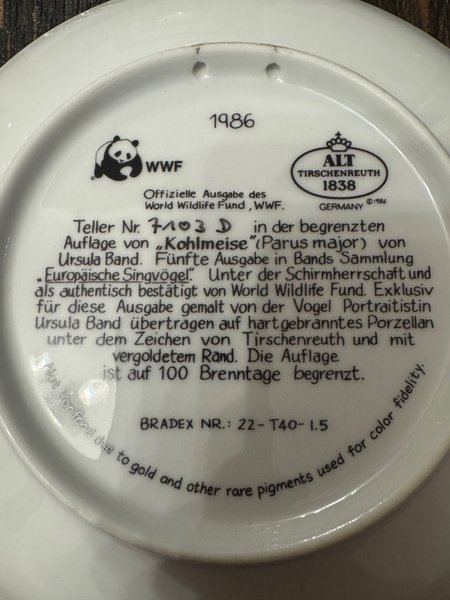 1986
WWF
ALT
TIRSCHENREUTH
1838
GERMANY ©1986
Offizielle Ausgabe des
World Wildlife Fund, WWF.
Teller Nr. 7103 D in der begrenzten
Auflage von „Kohlmeise“ (Parus major) von
Ursula Band. Fünfte Ausgabe in Bands Sammlung
„Europäische Singvögel“. Unter der Schirmherrschaft und
als authentisch bestätigt von World Wildlife Fund. Exklusiv
für diese Ausgabe gemalt von der Vogel Portraitistin
Ursula Band übertragen auf hartgebranntes Porzellan
unter dem Zeichen von Tirschenreuth und mit
vergoldetem Rand. Die Auflage
ist auf 100 Brenntage begrenzt.
BRADEX NR.: 22-T40-1.5
Not for food due to gold and other rare pigments used for color fidelity.